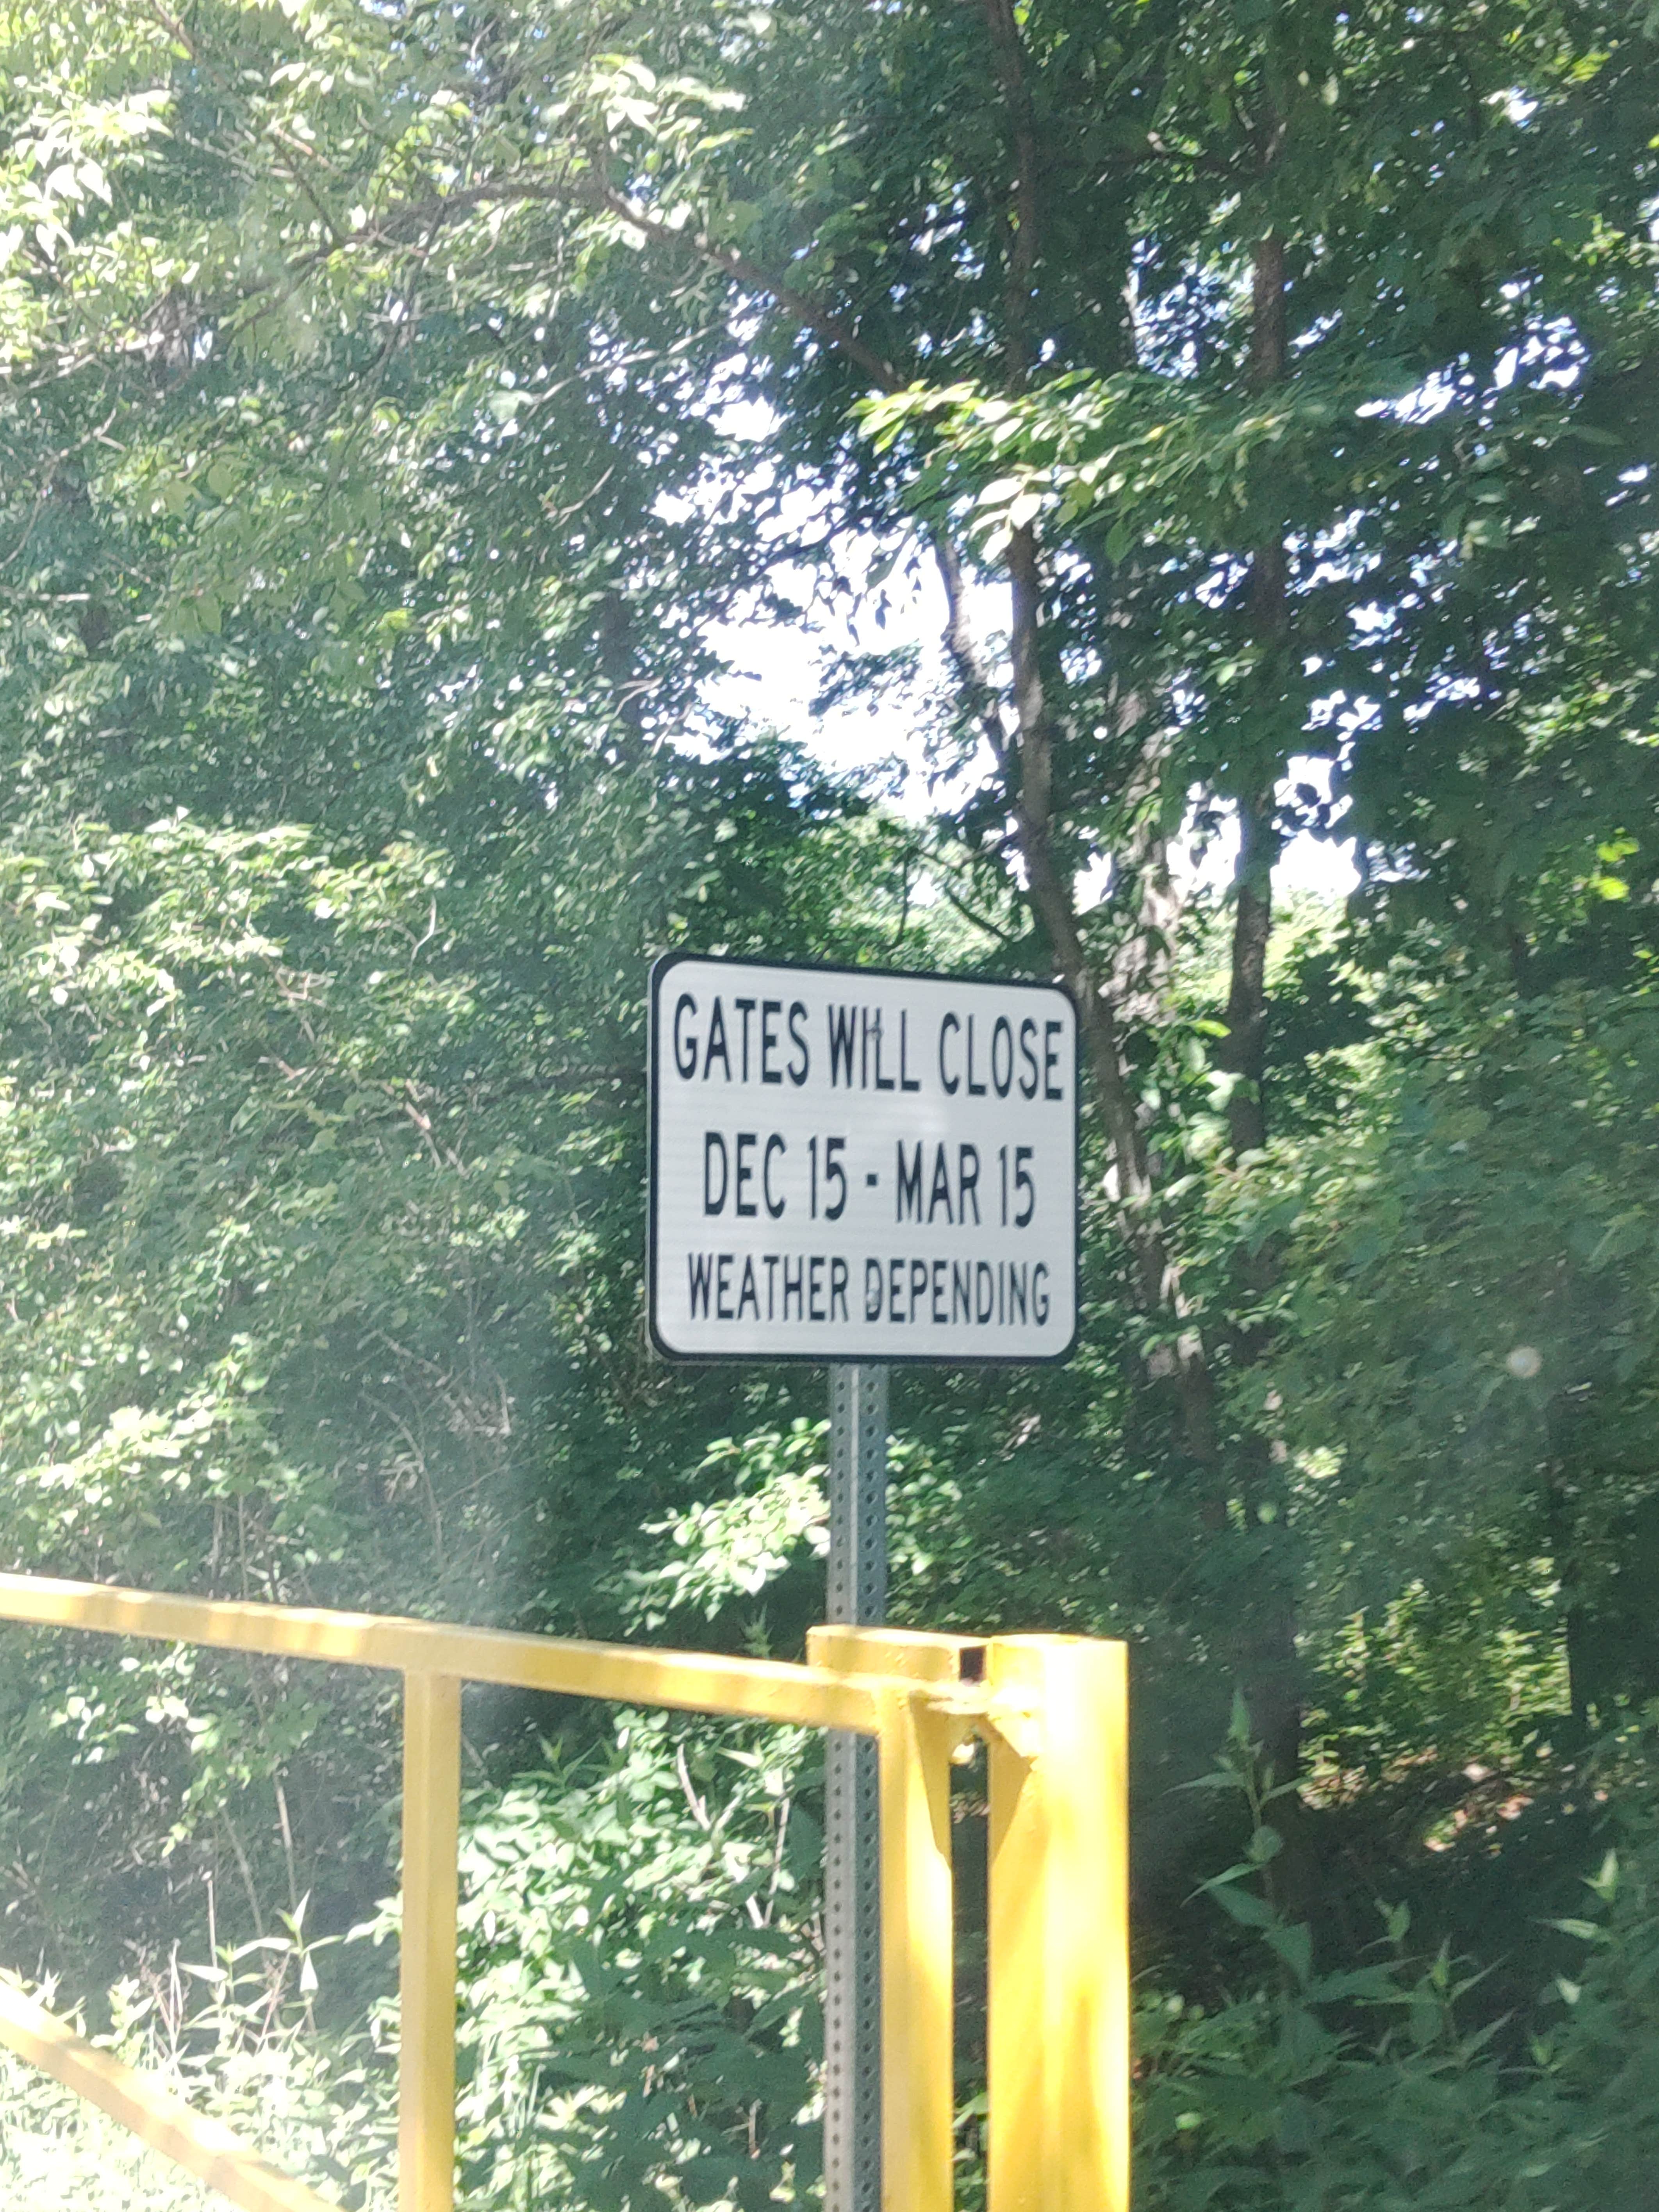 GATES WILL CLOSE
DEC 15 - MAR 15
WEATHER DEPENDING